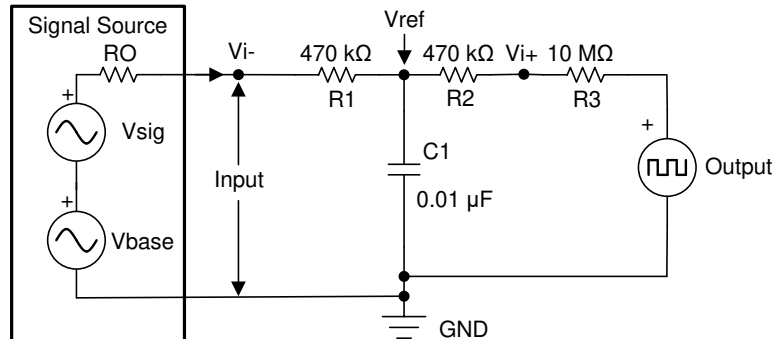 Signal Source
RO
Vi-
470 kΩ
R1
Vref
470 kΩ
R2
Vi+
10 MΩ
R3
+
Vsig
+
Vbase
Input
C1
0.01 µF
+
Output
GND